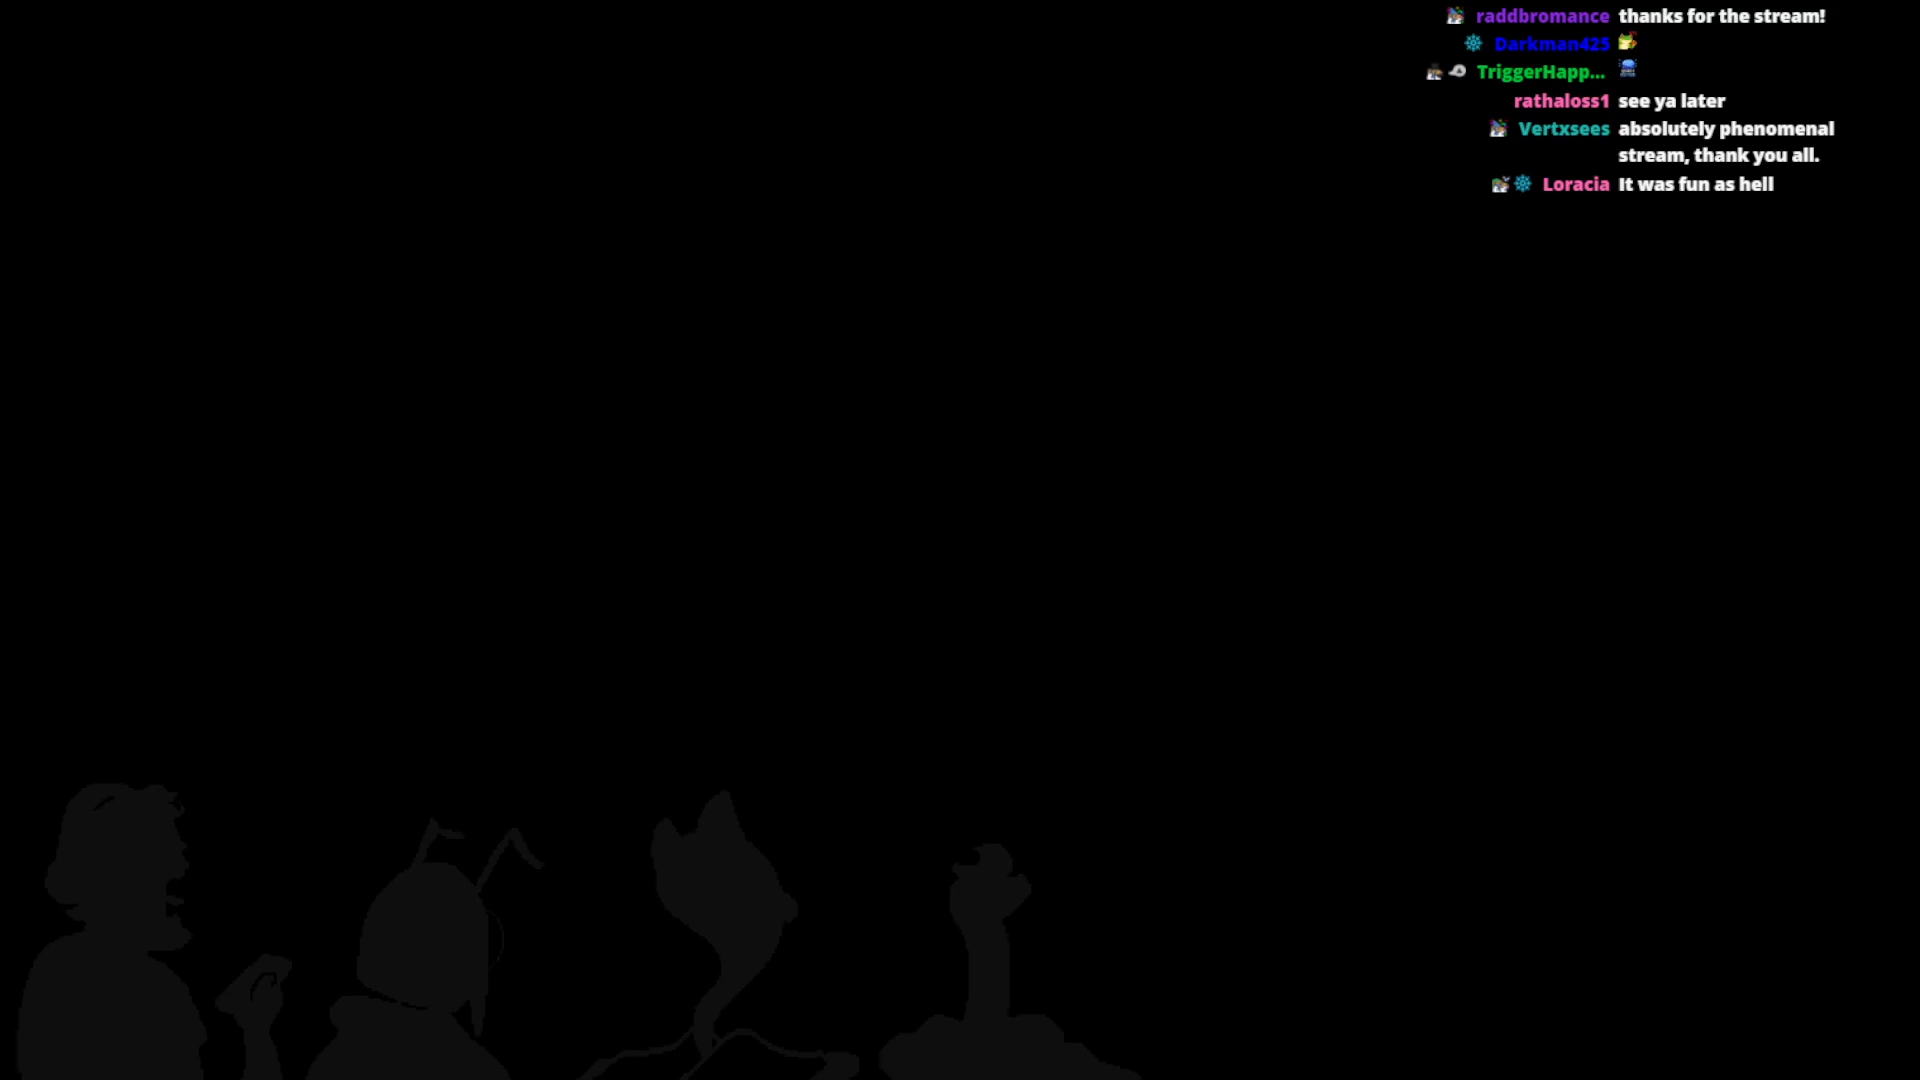 raddbromance thanks for the stream!
Darkman425
TriggerHapp...
rathaloss1 see ya later
Vertxsees absolutely phenomenal
stream, thank you all.
Loracia It was fun as hell